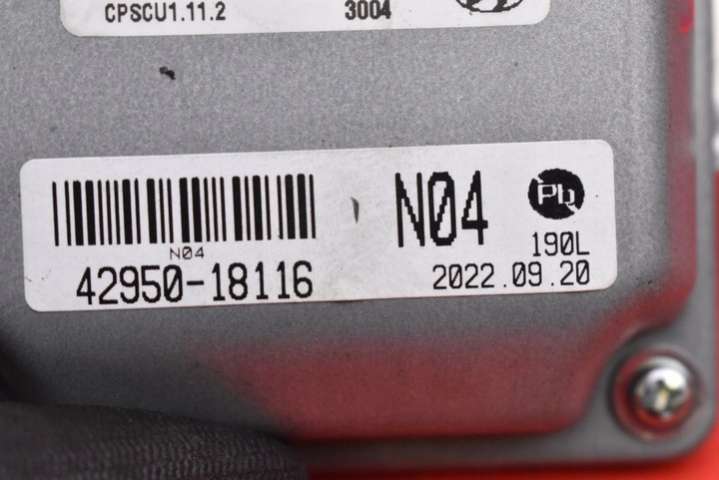 CPSCU1.11.2 3004
N04
42950-18116
N04 Pb
190L
2022.09.20